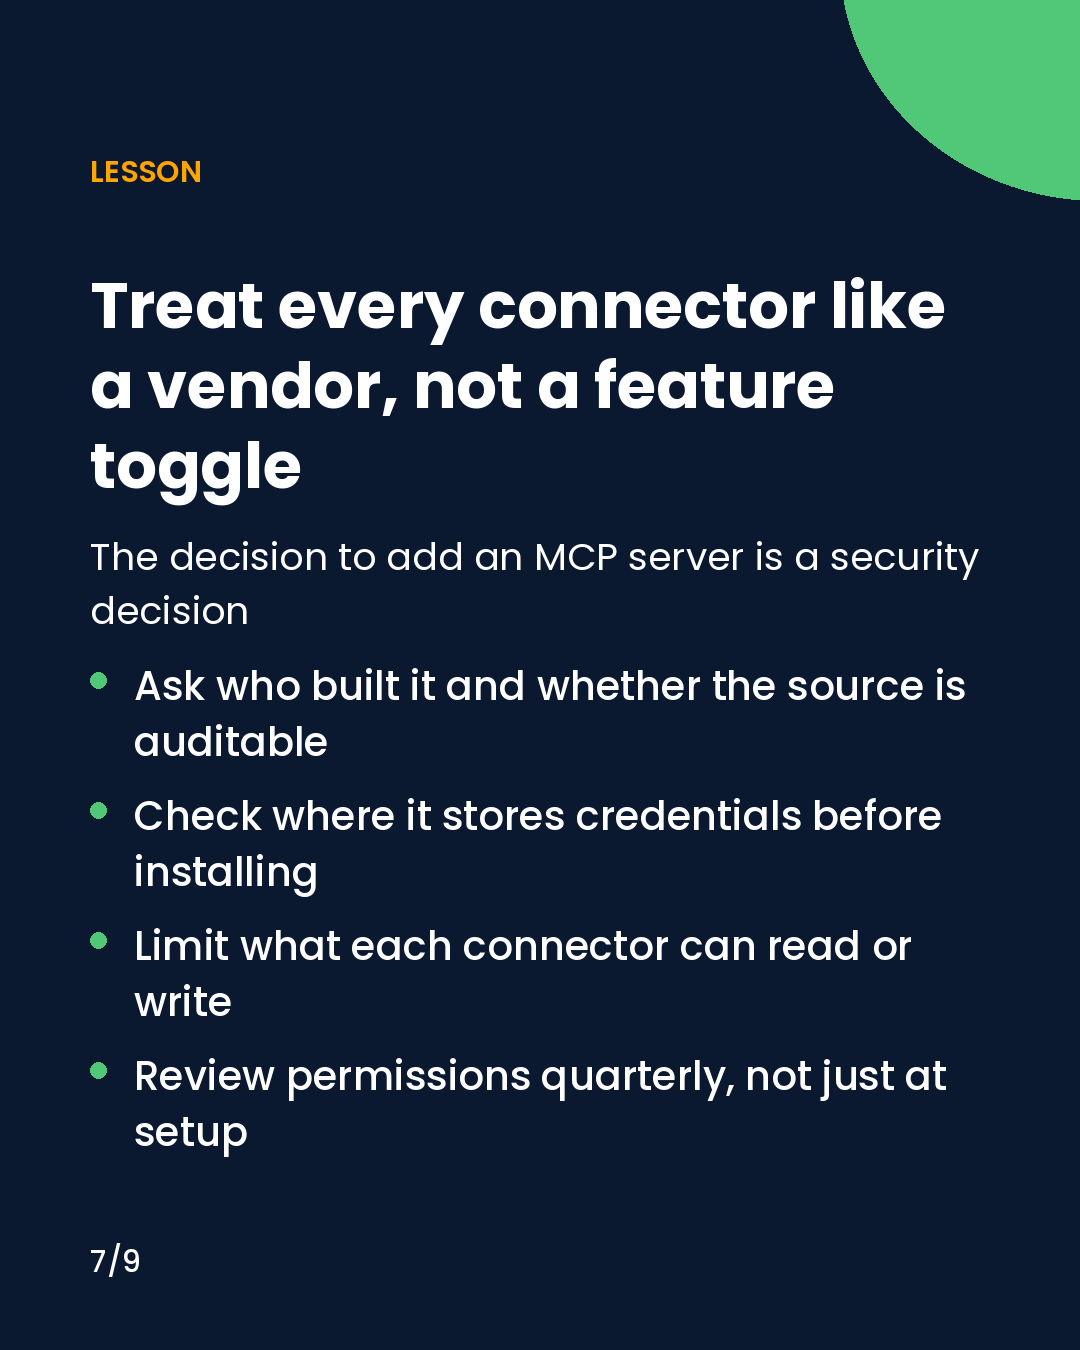 LESSON
Treat every connector like
a vendor, not a feature
toggle
The decision to add an MCP server is a security
decision
Ask who built it and whether the source is
auditable
Check where it stores credentials before
installing
Limit what each connector can read or
write
Review permissions quarterly, not just at
setup
7/9